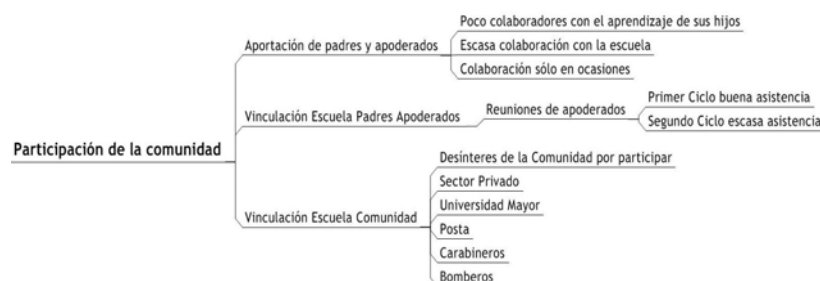 Poco colaboradores con el aprendizaje de sus hijos
Aportación de padres y apoderados
Escasa colaboración con la escuela
Colaboración sólo en ocasiones
Primer Ciclo buena asistencia
Vinculación Escuela Padres Apoderados
Reuniones de apoderados
Segundo Ciclo escasa asistencia
Participación de la comunidad
Desínteres de la Comunidad por participar
Sector Privado
Vinculación Escuela Comunidad
Universidad Mayor
Posta
Carabineros
Bomberos